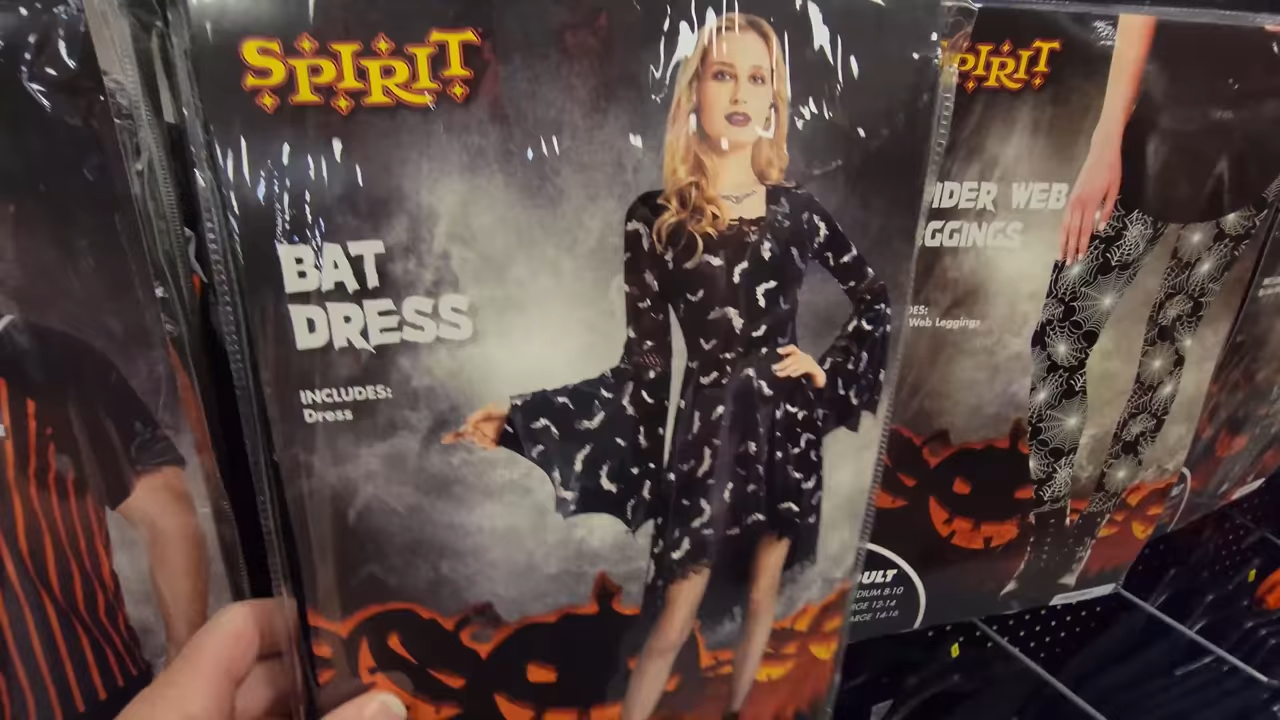 SPIRIT
BAT
DRESS
INCLUDES:
Dress
PIRIT
IDER WEB
GGINGS
DES:
Web Leggings
ULT
DIUM 8-10
RGE 12-14
ARGE 14-16